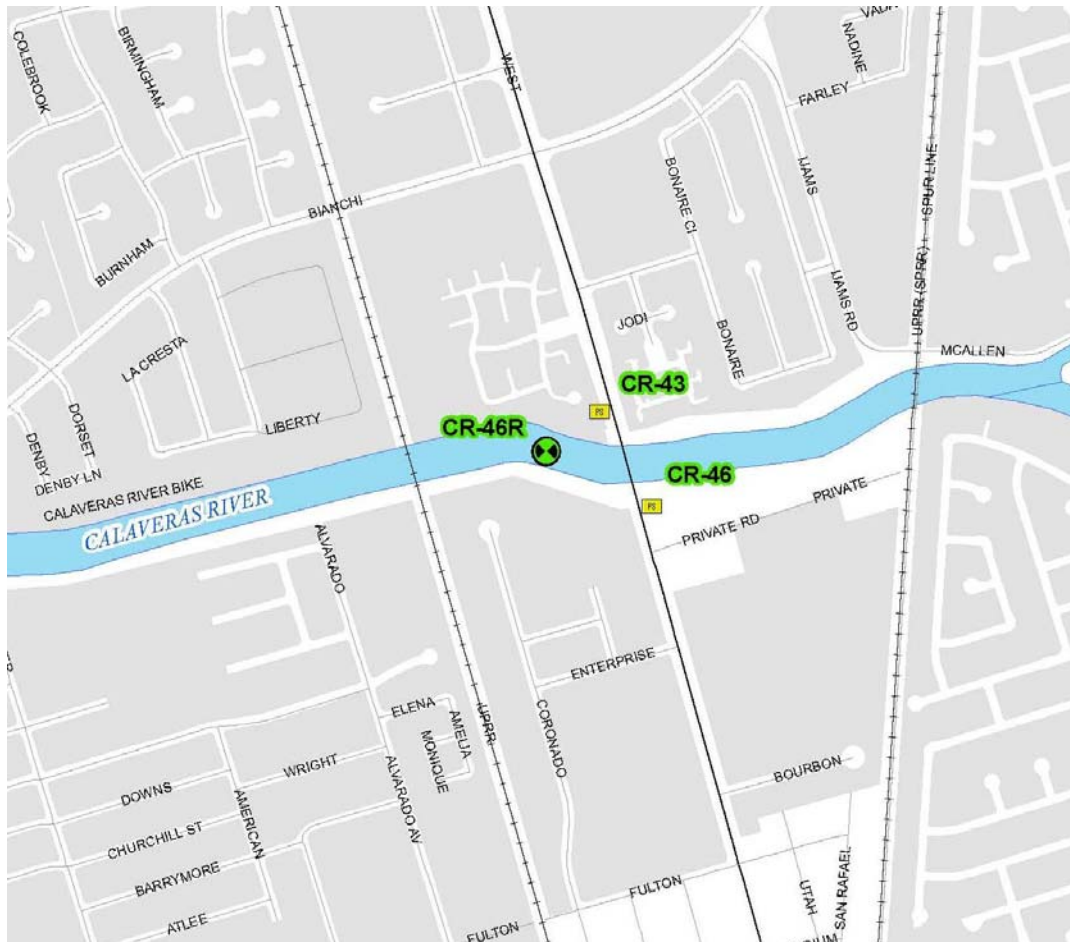 COLEBROOK
BIRMINGHAM
WEST
NADINE
FARLEY
IJAMS
UPRR (SPRR) SPUR LINE
BONAIRE CI
BIANCHI
BURNHAM
IJAMS RD
JODI
BONAIRE
MCALLEN
LA CRESTA
CR-43
PS
LIBERTY
CR-46R
DORSET
DENBY
DENBY LN
CR-46
CALAVERAS RIVER BIKE
CALAVERAS RIVER
PS
PRIVATE
PRIVATE RD
ALVARADO
ENTERPRISE
ELENA
AMELIA
MONIQUE
UPRR
CORONADO
WRIGHT
ALVARADO AV
BOURBON
DOWNS
AMERICAN
CHURCHILL ST
BARRYMORE
FULTON
UTAH
SAN RAFAEL
ATLEE
FULTON